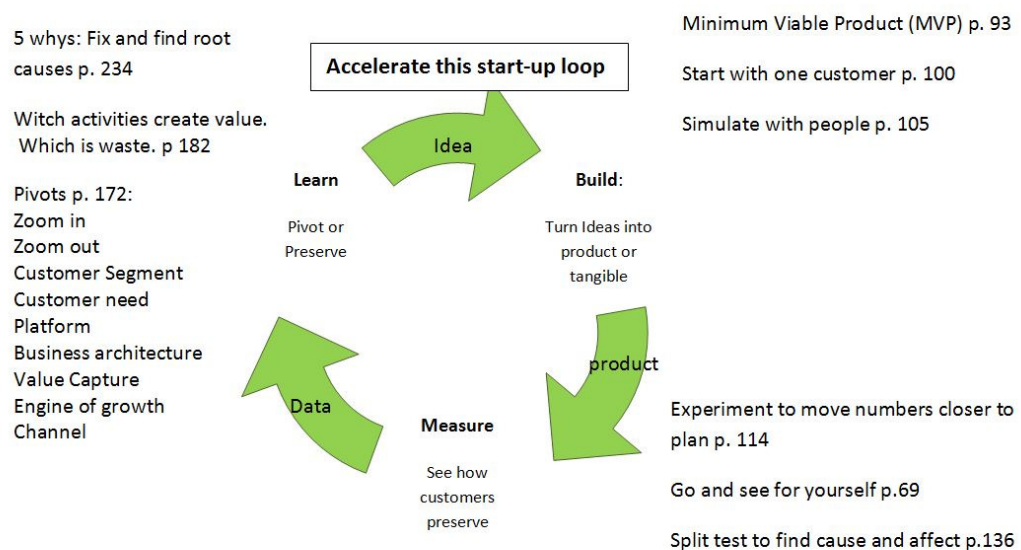 5 whys: Fix and find root
causes p. 234
Witch activities create value.
Which is waste. p 182
Pivots p. 172:
Zoom in
Zoom out
Customer Segment
Customer need
Platform
Business architecture
Value Capture
Engine of growth
Channel
Accelerate this start-up loop
Idea
Learn
Pivot or
Preserve
Build:
Turn Ideas into
product or
tangible
product
Data
Measure
See how
customers
preserve
Minimum Viable Product (MVP) p. 93
Start with one customer p. 100
Simulate with people p. 105
Experiment to move numbers closer to
plan p. 114
Go and see for yourself p.69
Split test to find cause and affect p.136